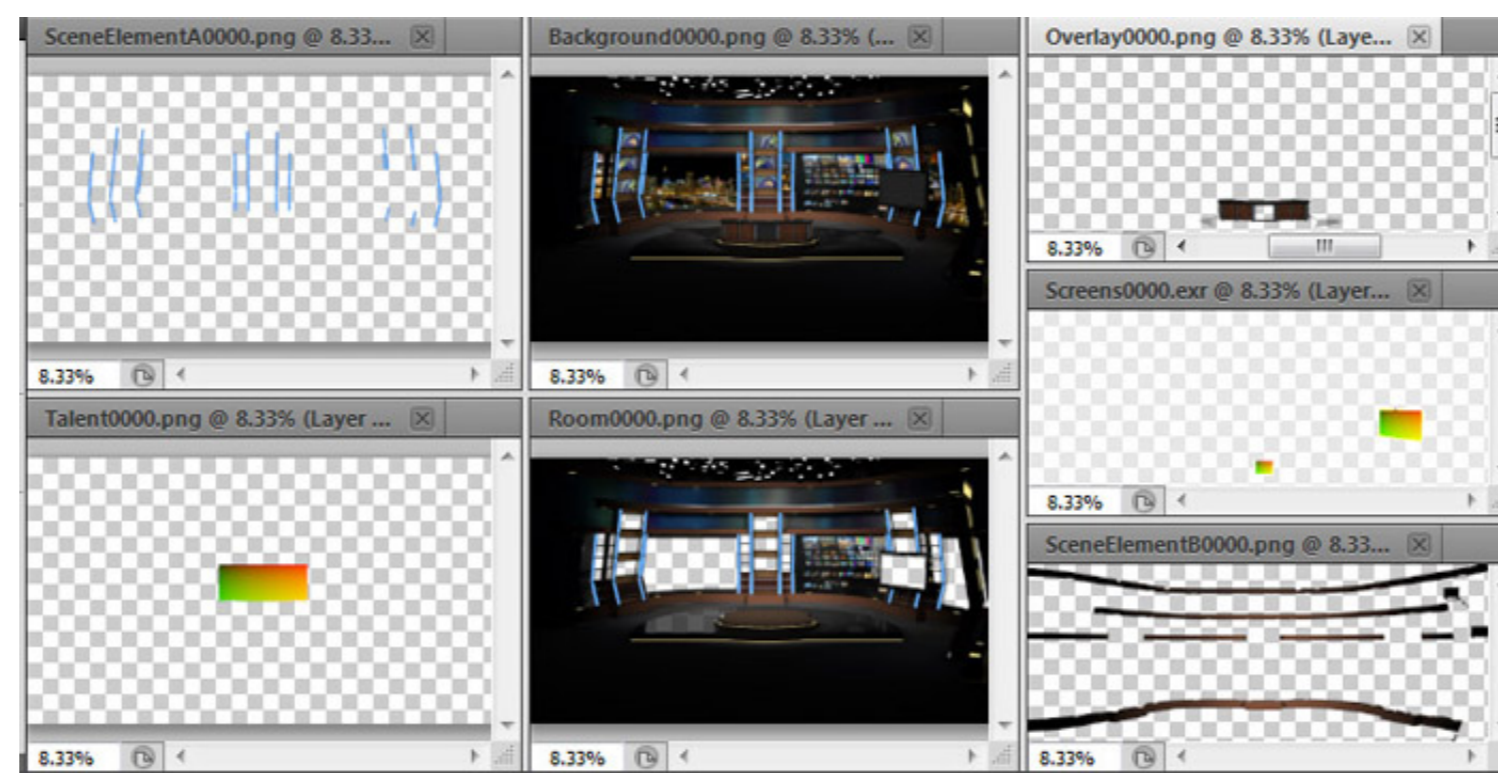 SceneElementA0000.png @ 8.33...
8.33%
Background0000.png @ 8.33% (...
8.33%
Overlay0000.png @ 8.33% (Laye...
8.33%
Screens0000.exr @ 8.33% (Layer...
8.33%
Talent0000.png @ 8.33% (Layer ...
8.33%
Room0000.png @ 8.33% (Layer ...
8.33%
SceneElementB0000.png @ 8.33...
8.33%